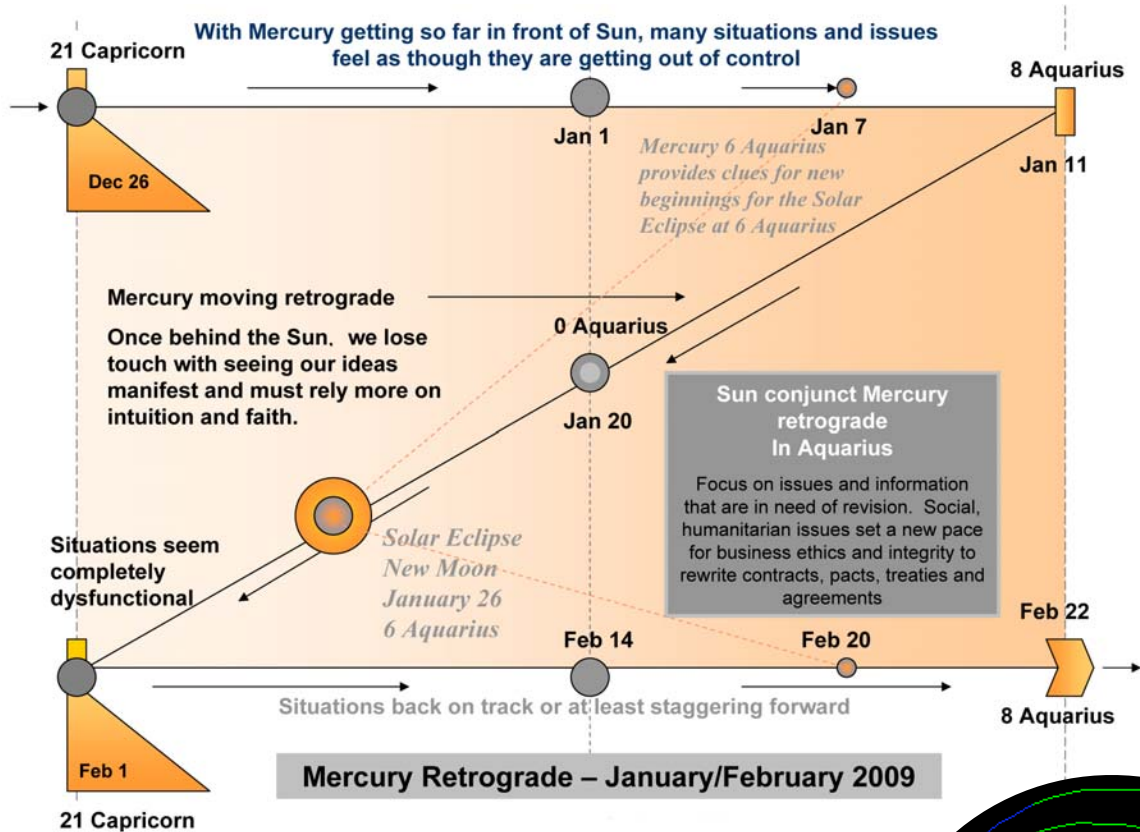 With Mercury getting so far in front of Sun, many situations and issues
feel as though they are getting out of control
21 Capricorn
8 Aquarius
Jan 1
Jan 7
Jan 11
Dec 26
Mercury 6 Aquarius
provides clues for new
beginnings for the Solar
Eclipse at 6 Aquarius
Mercury moving retrograde
Once behind the Sun, we lose
touch with seeing our ideas
manifest and must rely more on
intuition and faith.
0 Aquarius
Jan 20
Sun conjunct Mercury
retrograde
In Aquarius
Focus on issues and information
that are in need of revision. Social,
humanitarian issues set a new pace
for business ethics and integrity to
rewrite contracts, pacts, treaties and
agreements
Solar Eclipse
New Moon
January 26
6 Aquarius
Situations seem
completely
dysfunctional
Feb 14
Feb 20
Feb 22
8 Aquarius
Situations back on track or at least staggering forward
Feb 1
21 Capricorn
Mercury Retrograde – January/February 2009